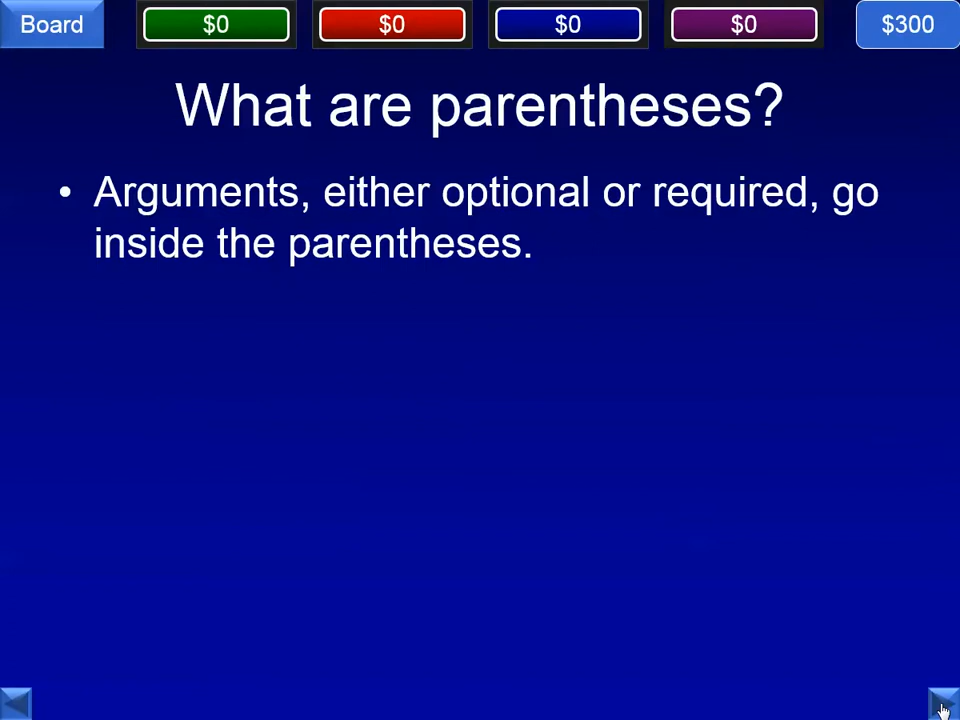 Board $0 $0 $0 $0 $300
What are parentheses?
• Arguments, either optional or required, go
inside the parentheses.